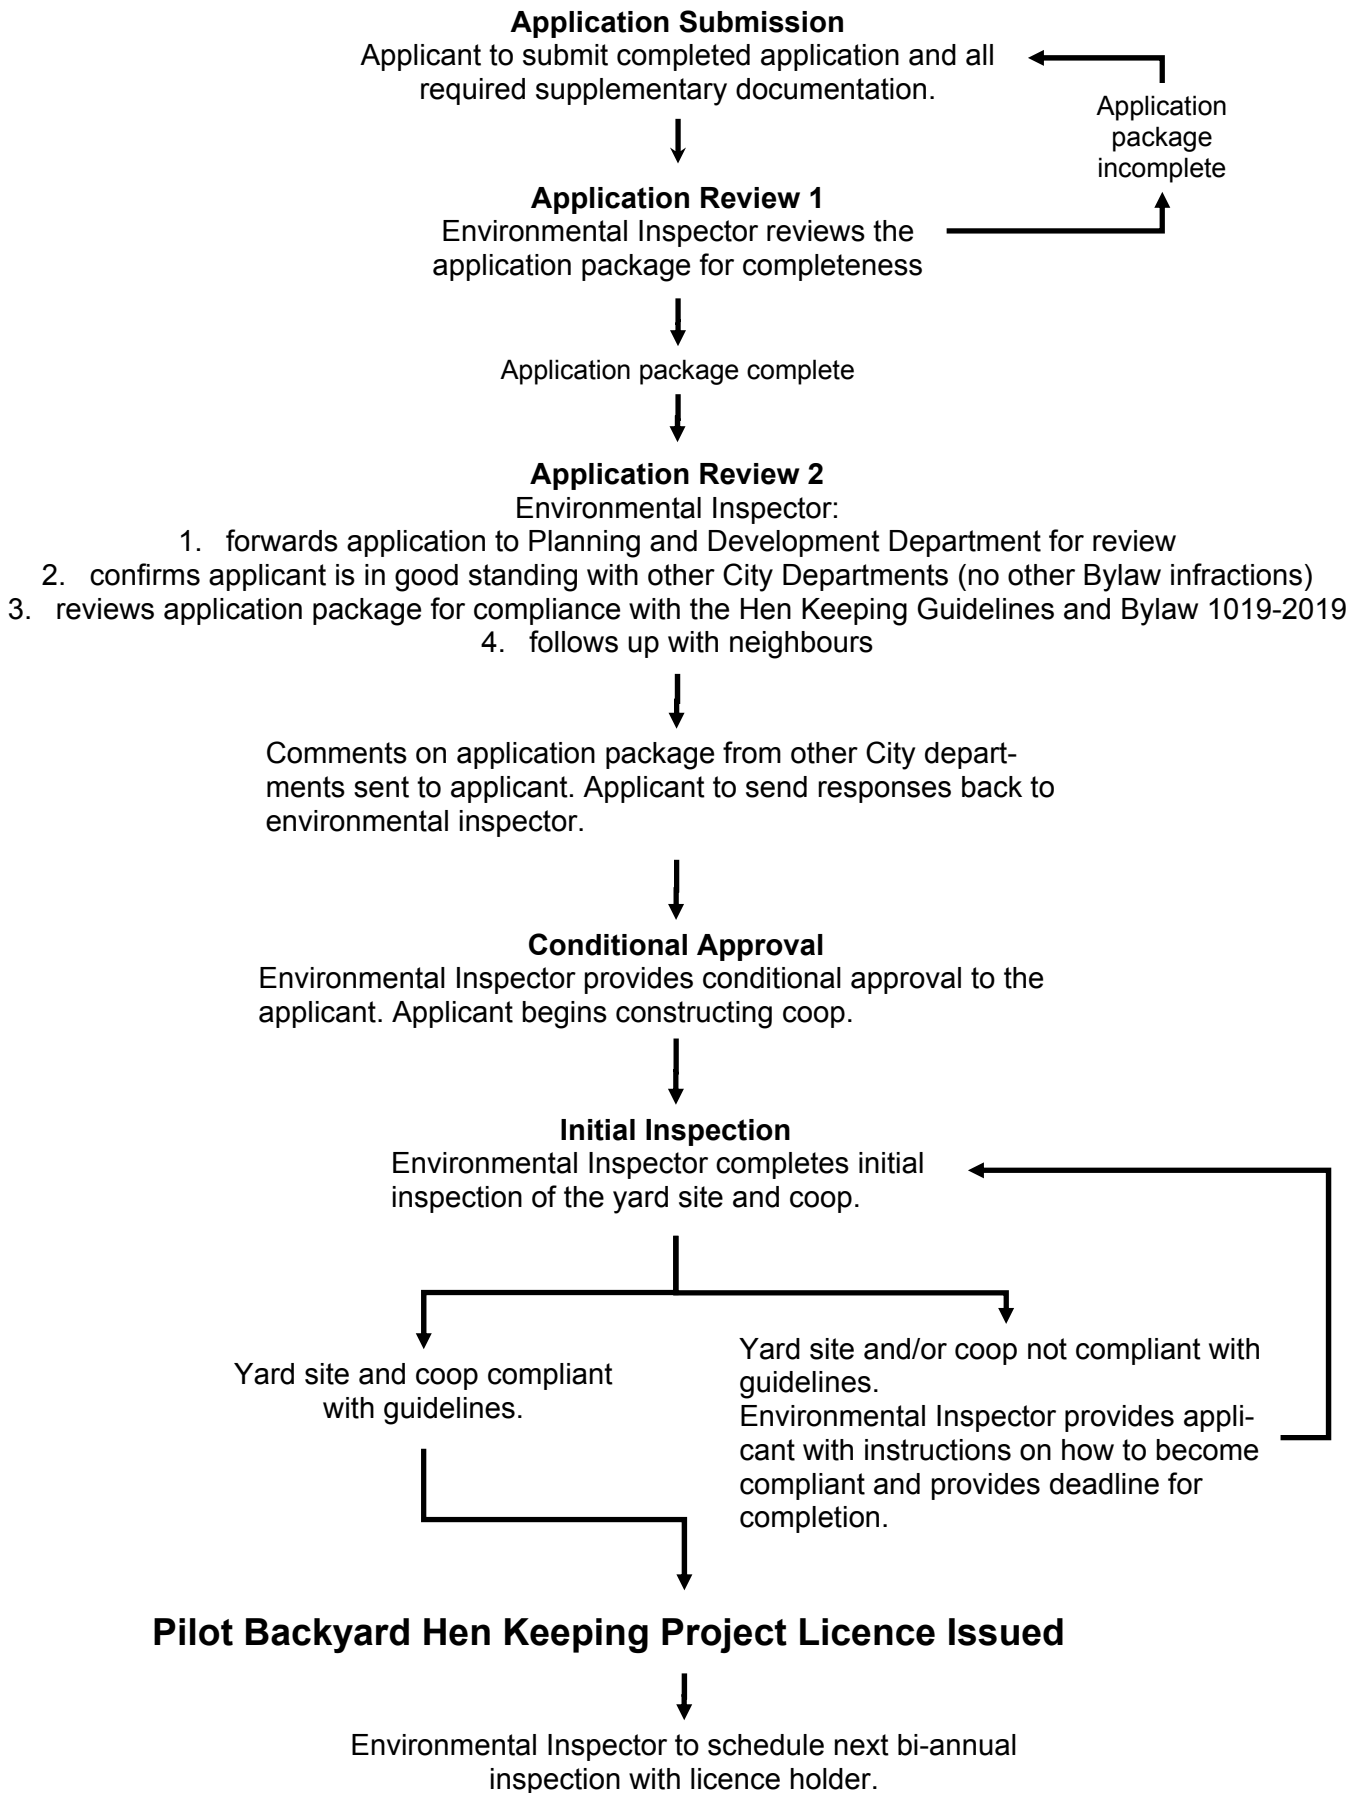 Application Submission
Applicant to submit completed application and all
required supplementary documentation.
Application
package
incomplete
Application Review 1
Environmental Inspector reviews the
application package for completeness
Application package complete
Application Review 2
Environmental Inspector:
1. forwards application to Planning and Development Department for review
2. confirms applicant is in good standing with other City Departments (no other Bylaw infractions)
3. reviews application package for compliance with the Hen Keeping Guidelines and Bylaw 1019-2019
4. follows up with neighbours
Comments on application package from other City depart-
ments sent to applicant. Applicant to send responses back to
environmental inspector.
Conditional Approval
Environmental Inspector provides conditional approval to the
applicant. Applicant begins constructing coop.
Initial Inspection
Environmental Inspector completes initial
inspection of the yard site and coop.
Yard site and coop compliant
with guidelines.
Yard site and/or coop not compliant with
guidelines.
Environmental Inspector provides appli-
cant with instructions on how to become
compliant and provides deadline for
completion.
Pilot Backyard Hen Keeping Project Licence Issued
Environmental Inspector to schedule next bi-annual
inspection with licence holder.